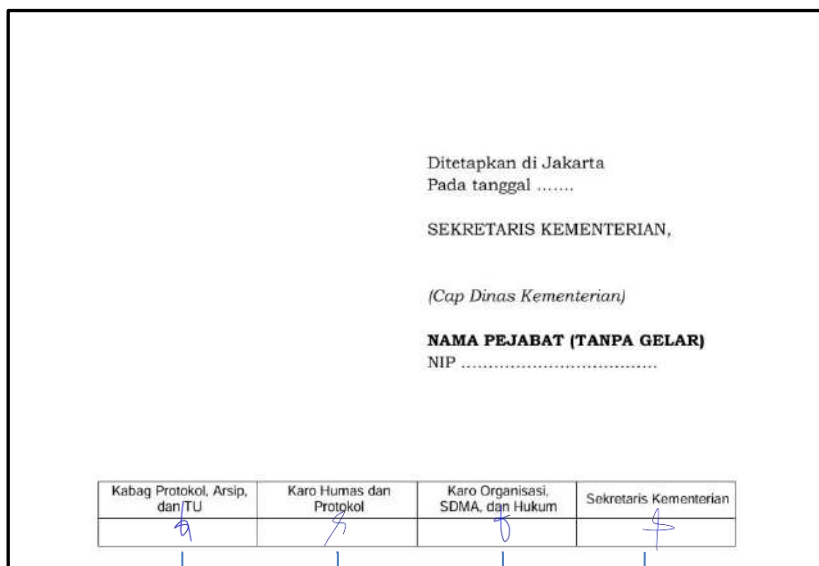 Ditetapkan di Jakarta
Pada tanggal .......
SEKRETARIS KEMENTERIAN,
(Cap Dinas Kementerian)
NAMA PEJABAT (TANPA GELAR)
NIP ...................................
Kabag Protokol, Arsip,
dan TU
Karo Humas dan
Protokol
Karo Organisasi,
SDMA, dan Hukum
Sekretaris Kementerian